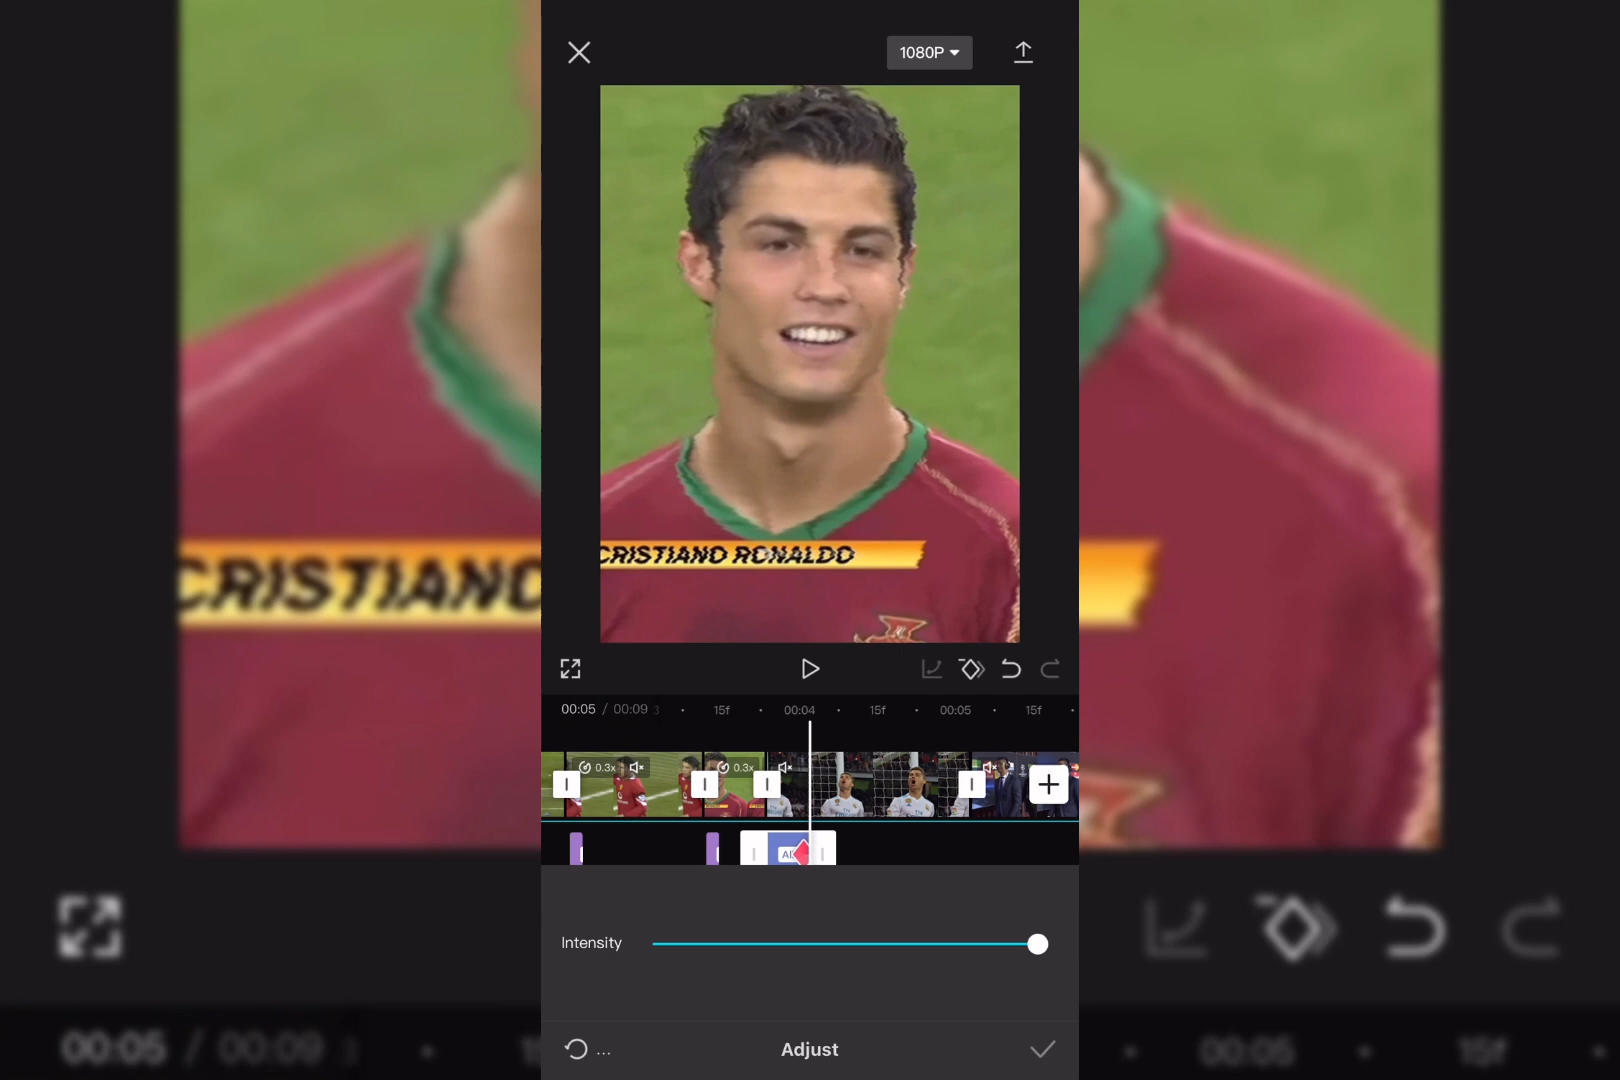 1080P
CRISTIANO RONALDO
00:05 / 00:09
15f
00:04
15f
00:05
15f
0.3x
0.3x
Intensity
...
Adjust
CRISTIANO
00:05 / 00:09
00:05
15f